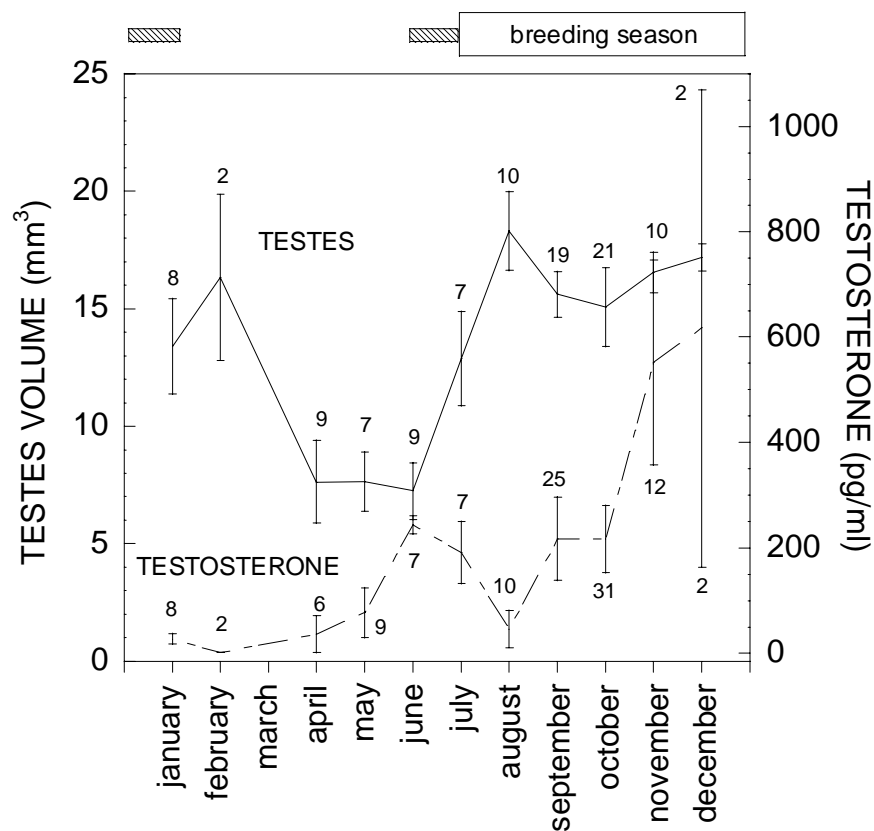 breeding season
25
20
15
10
5
0
TESTES VOLUME (mm³)
1000
800
600
400
200
0
TESTOSTERONE (pg/ml)
TESTES
8
2
9
7
9
7
10
19
21
10
2
TESTOSTERONE
8
2
6
9
7
7
10
25
31
12
2
january
february
march
april
may
june
july
august
september
october
november
december